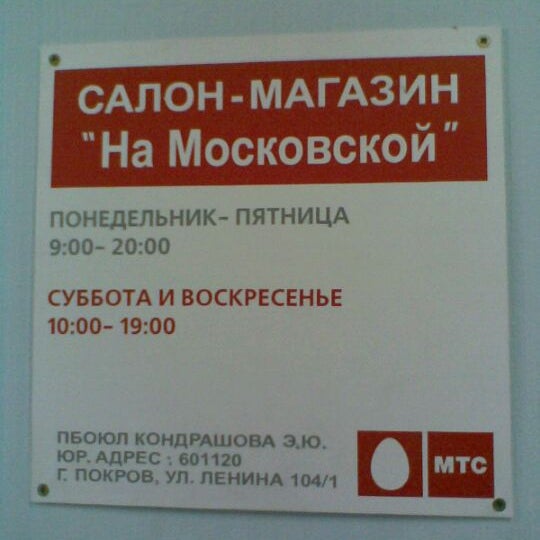 САЛОН-МАГАЗИН
"На Московской"
ПОНЕДЕЛЬНИК- ПЯТНИЦА
9:00- 20:00
СУББОТА И ВОСКРЕСЕНЬЕ
10:00- 19:00
ПБОЮЛ КОНДРАШОВА Э.Ю.
ЮР. АДРЕС : 601120
Г. ПОКРОВ, УЛ. ЛЕНИНА 104/1
МТС